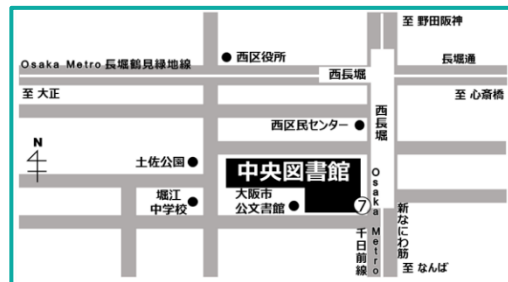 至 野田阪神
西区役所
Osaka Metro 長堀鶴見緑地線
西長堀
長堀通
至 大正
至 心斎橋
西長堀
西区民センター
N
土佐公園
中央図書館
堀江
中学校
大阪市
公文書館
⑦
Osaka Metro
千日前線
新なにわ筋
至 なんば